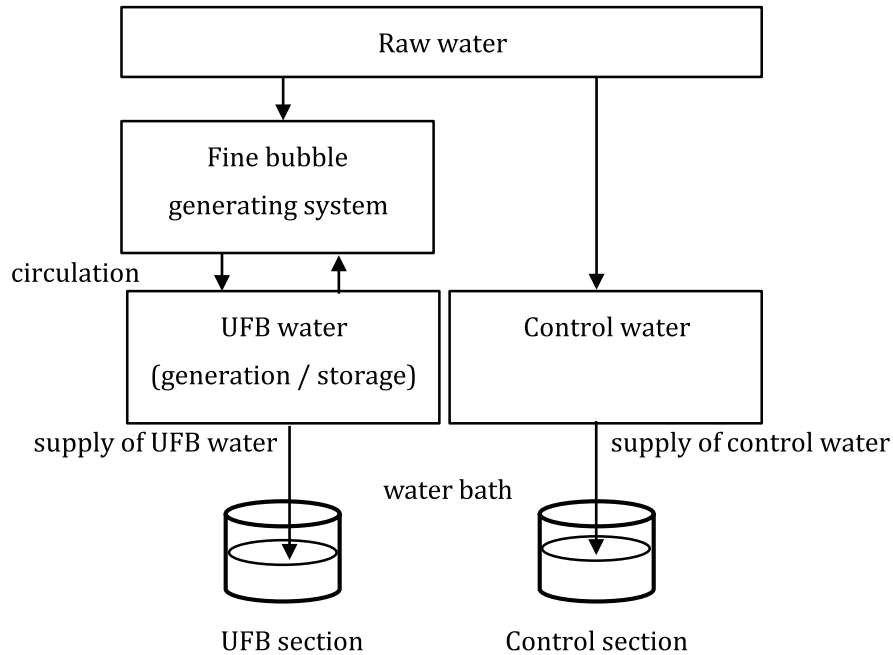 Raw water
Fine bubble
generating system
circulation
UFB water
(generation / storage)
Control water
supply of UFB water
supply of control water
water bath
UFB section
Control section